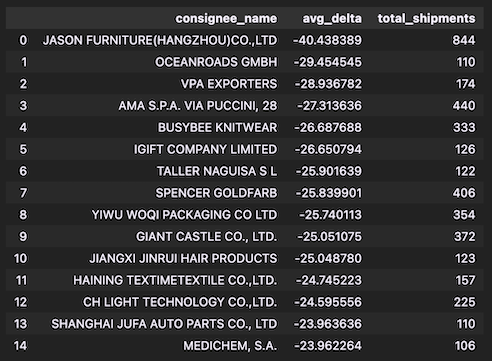 consignee_name avg_delta total_shipments
0 JASON FURNITURE(HANGZHOU)CO.,LTD -40.438389 844
1 OCEANROADS GMBH -29.454545 110
2 VPA EXPORTERS -28.936782 174
3 AMA S.P.A. VIA PUCCINI, 28 -27.313636 440
4 BUSYBEE KNITWEAR -26.687688 333
5 IGIFT COMPANY LIMITED -26.650794 126
6 TALLER NAGUISA S L -25.901639 122
7 SPENCER GOLDFARB -25.839901 406
8 YIWU WOQI PACKAGING CO LTD -25.740113 354
9 GIANT CASTLE CO., LTD. -25.051075 372
10 JIANGXI JINRUI HAIR PRODUCTS -25.048780 123
11 HAINING TEXTIMETEXTILE CO.,LTD. -24.745223 157
12 CH LIGHT TECHNOLOGY CO.,LTD. -24.595556 225
13 SHANGHAI JUFA AUTO PARTS CO., LTD -23.963636 110
14 MEDICHEM, S.A. -23.962264 106